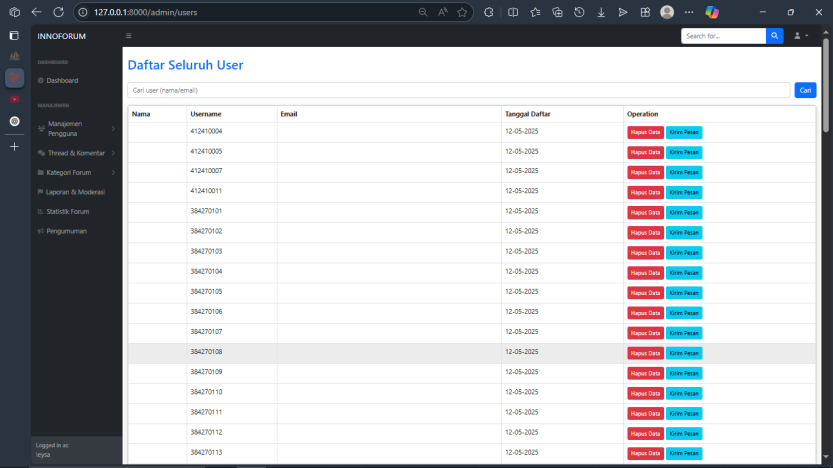 127.0.0.1:8000/admin/users
INNOFORUM
Search for...
DASHBOARD
Dashboard
MANAJEMEN
Manajemen
Pengguna
Thread & Komentar
Kategori Forum
Laporan & Moderasi
Statistik Forum
Pengumuman
Logged in as:
leysa
Daftar Seluruh User
Cari user (nama/email)
Cari
Nama Username Email Tanggal Daftar Operation
412410004 12-05-2025 Hapus Data Kirim Pesan
412410005 12-05-2025 Hapus Data Kirim Pesan
412410007 12-05-2025 Hapus Data Kirim Pesan
412410011 12-05-2025 Hapus Data Kirim Pesan
384270101 12-05-2025 Hapus Data Kirim Pesan
384270102 12-05-2025 Hapus Data Kirim Pesan
384270103 12-05-2025 Hapus Data Kirim Pesan
384270104 12-05-2025 Hapus Data Kirim Pesan
384270105 12-05-2025 Hapus Data Kirim Pesan
384270106 12-05-2025 Hapus Data Kirim Pesan
384270107 12-05-2025 Hapus Data Kirim Pesan
384270108 12-05-2025 Hapus Data Kirim Pesan
384270109 12-05-2025 Hapus Data Kirim Pesan
384270110 12-05-2025 Hapus Data Kirim Pesan
384270111 12-05-2025 Hapus Data Kirim Pesan
384270112 12-05-2025 Hapus Data Kirim Pesan
384270113 12-05-2025 Hapus Data Kirim Pesan